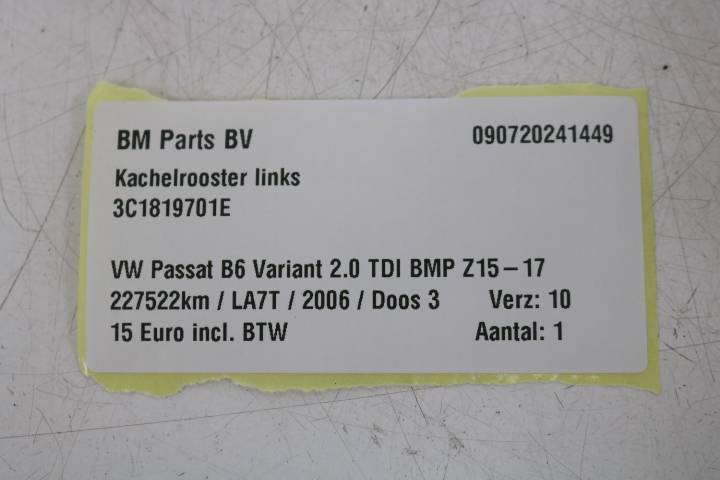 BM Parts BV 090720241449
Kachelrooster links
3C1819701E
VW Passat B6 Variant 2.0 TDI BMP Z15-17
227522km / LA7T / 2006 / Doos 3 Verz: 10
15 Euro incl. BTW Aantal: 1